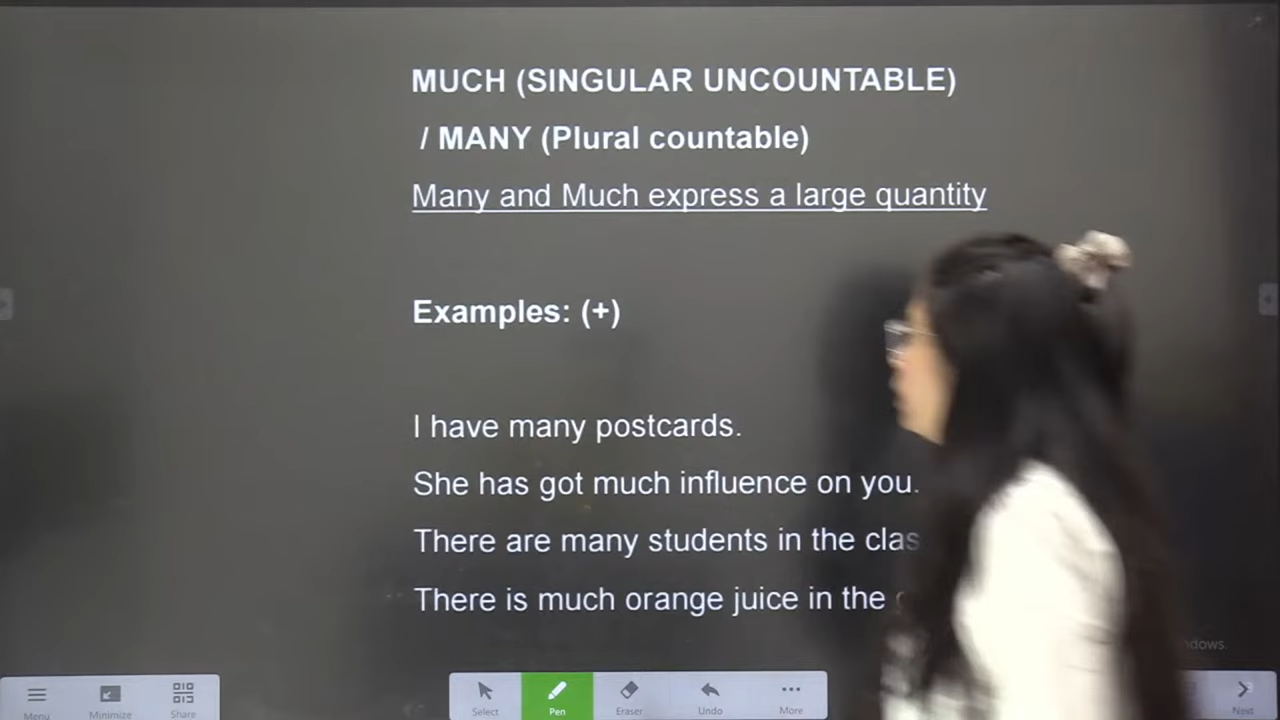 MUCH (SINGULAR UNCOUNTABLE)
/ MANY (Plural countable)
Many and Much express a large quantity
Examples: (+)
I have many postcards.
She has got much influence on you.
There are many students in the clas
There is much orange juice in the
dows.
Menu
Minimize
Share
Select
Pen
Eraser
Undo
More
Next